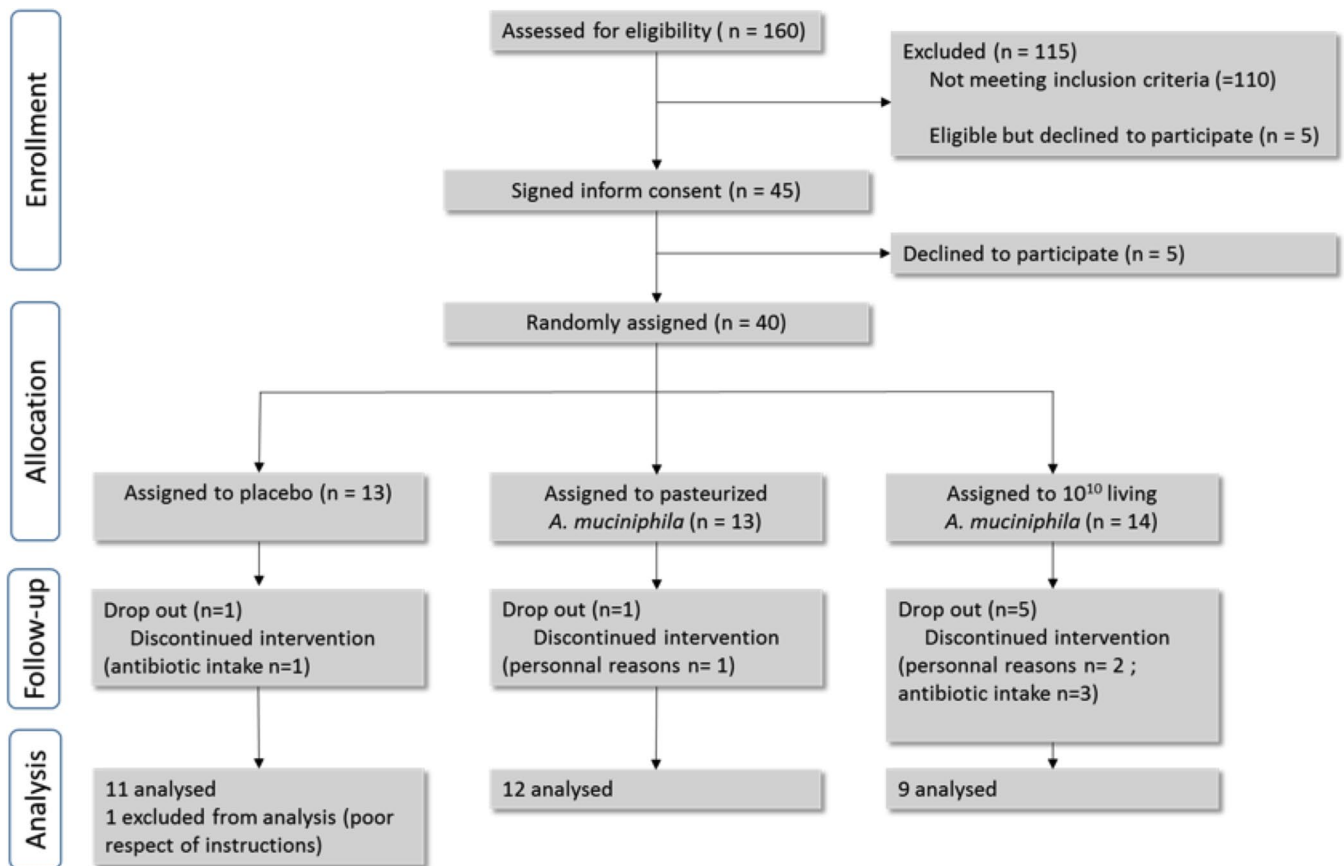 Enrollment
Assessed for eligibility ( n = 160)
Excluded (n = 115)
Not meeting inclusion criteria (=110)
Eligible but declined to participate (n = 5)
Signed inform consent (n = 45)
Declined to participate (n = 5)
Allocation
Randomly assigned (n = 40)
Assigned to placebo (n = 13)
Assigned to pasteurized
A. muciniphila (n = 13)
Assigned to 10¹⁰ living
A. muciniphila (n = 14)
Follow-up
Drop out (n=1)
Discontinued intervention
(antibiotic intake n=1)
Drop out (n=1)
Discontinued intervention
(personnal reasons n= 1)
Drop out (n=5)
Discontinued intervention
(personnal reasons n= 2 ;
antibiotic intake n=3)
Analysis
11 analysed
1 excluded from analysis (poor
respect of instructions)
12 analysed
9 analysed